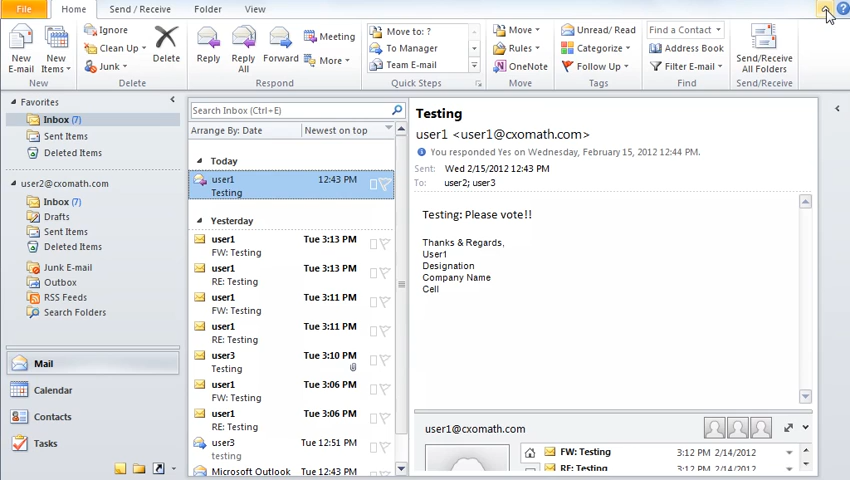 File Home Send / Receive Folder View
New E-mail
New Items
Ignore
Clean Up
Junk
Delete
Delete
New
Reply
Reply All
Forward
Meeting
More
Respond
Move to: ?
To Manager
Team E-mail
Quick Steps
Move
Rules
OneNote
Move
Unread/ Read
Categorize
Follow Up
Tags
Find a Contact
Address Book
Filter E-mail
Find
Send/Receive All Folders
Send/Receive
Favorites
Inbox (7)
Sent Items
Deleted Items
user2@cxomath.com
Inbox (7)
Drafts
Sent Items
Deleted Items
Junk E-mail
Outbox
RSS Feeds
Search Folders
Mail
Calendar
Contacts
Tasks
Search Inbox (Ctrl+E)
Arrange By: Date Newest on top
Today
user1 12:43 PM
Testing
Yesterday
user1 Tue 3:13 PM
FW: Testing
user1 Tue 3:13 PM
RE: Testing
user1 Tue 3:11 PM
FW: Testing
user1 Tue 3:11 PM
RE: Testing
user3 Tue 3:10 PM
Testing
user1 Tue 3:06 PM
FW: Testing
user1 Tue 3:06 PM
RE: Testing
user3 Tue 12:51 PM
testing
Microsoft Outlook Tue 12:43 PM
Testing
user1 <user1@cxomath.com>
You responded Yes on Wednesday, February 15, 2012 12:44 PM.
Sent: Wed 2/15/2012 12:43 PM
To: user2; user3
Testing: Please vote!!
Thanks & Regards,
User1
Designation
Company Name
Cell
user1@cxomath.com
FW: Testing 3:12 PM 2/14/2012
RE: Testing 3:12 PM 2/14/2012